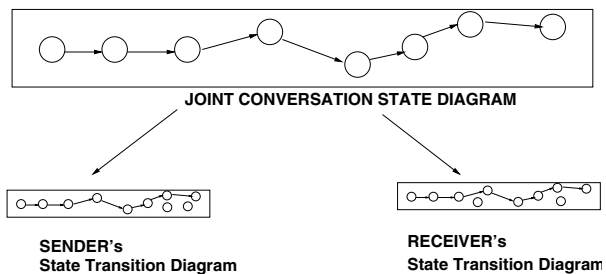 JOINT CONVERSATION STATE DIAGRAM
SENDER's
State Transition Diagram
RECEIVER's
State Transition Diagram